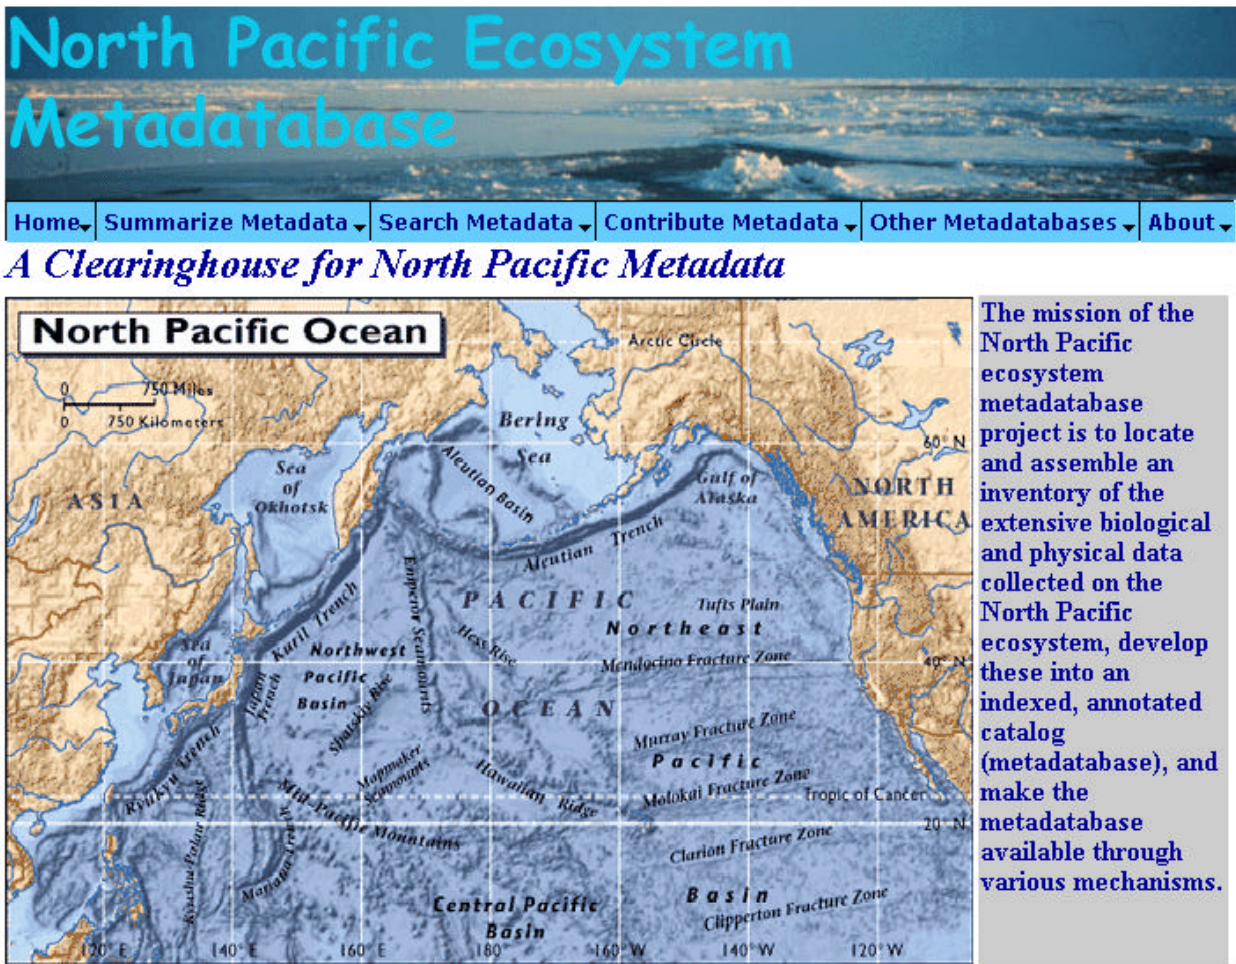 North Pacific Ecosystem
Metadatabase
Home
Summarize Metadata
Search Metadata
Contribute Metadata
Other Metadatabases
About
A Clearinghouse for North Pacific Metadata
North Pacific Ocean
0 750 Miles
0 750 Kilometers
Arctic Circle
Bering
Sea
60° N
Sea
of
Okhotsk
Aleutian Basin
Gulf of
Alaska
ASIA
NORTH
AMERICA
Aleutian Trench
Emperor Seamounts
Kuril Trench
PACIFIC
Tufts Plain
Northeast
Hess Rise
Sea
of
Japan
Northwest
Pacific
Basin
Mendocino Fracture Zone
40° N
Japan
Trench
Shatskiy Rise
OCEAN
Murray Fracture Zone
Pacific
Ryukyu Trench
Mapmaker
Seamounts
Hawaiian Ridge
Molokai Fracture Zone
Tropic of Cancer
Mid-Pacific Mountains
20° N
Kyushu-Palau Ridge
Mariana Trench
Clarion Fracture Zone
Basin
Clipperton Fracture Zone
Central Pacific
Basin
120° E
140° E
160° E
180°
160° W
140° W
120° W
The mission of the
North Pacific
ecosystem
metadatabase
project is to locate
and assemble an
inventory of the
extensive biological
and physical data
collected on the
North Pacific
ecosystem, develop
these into an
indexed, annotated
catalog
(metadatabase), and
make the
metadatabase
available through
various mechanisms.